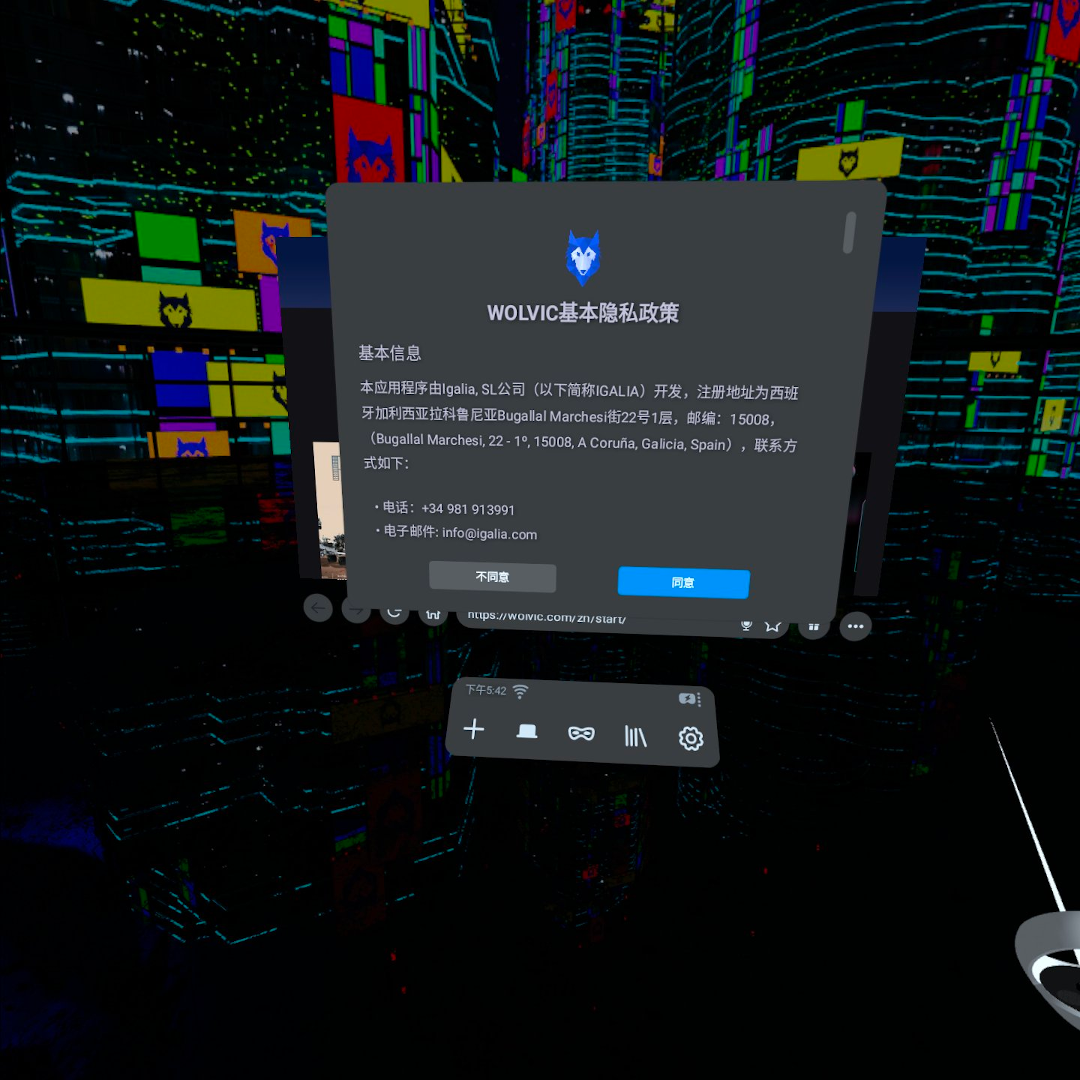 WOLVIC基本隐私政策
基本信息
本应用程序由Igalia, SL公司（以下简称IGALIA）开发，注册地址为西班
牙加利西亚拉科鲁尼亚Bugallal Marchesi街22号1层，邮编：15008，
（Bugallal Marchesi, 22 - 1º, 15008, A Coruña, Galicia, Spain），联系方
式如下：
• 电话：+34 981 913991
• 电子邮件: info@igalia.com
不同意
同意
https://wolvic.com/zh/start/
下午5:42